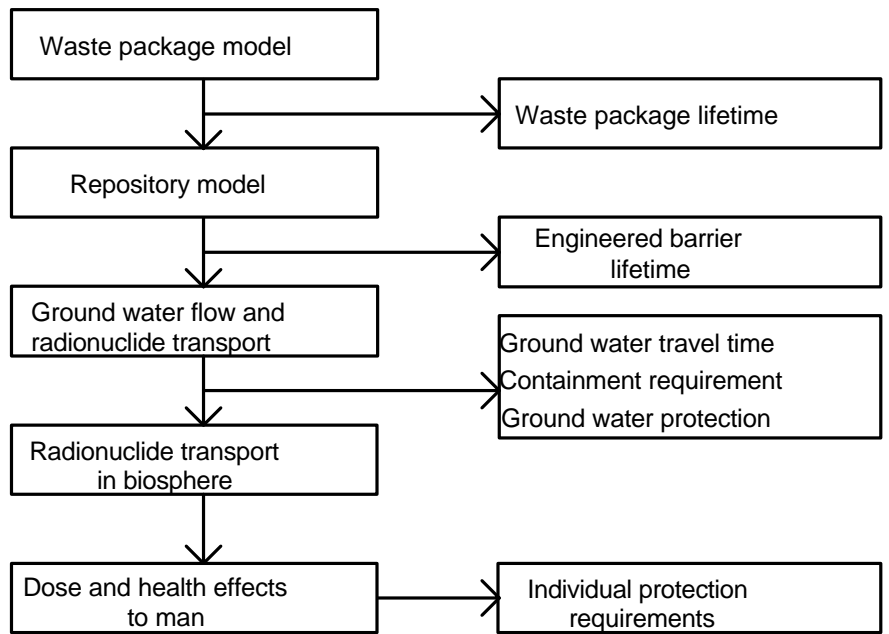 Waste package model
Waste package lifetime
Repository model
Engineered barrier
lifetime
Ground water flow and
radionuclide transport
Ground water travel time
Containment requirement
Ground water protection
Radionuclide transport
in biosphere
Dose and health effects
to man
Individual protection
requirements